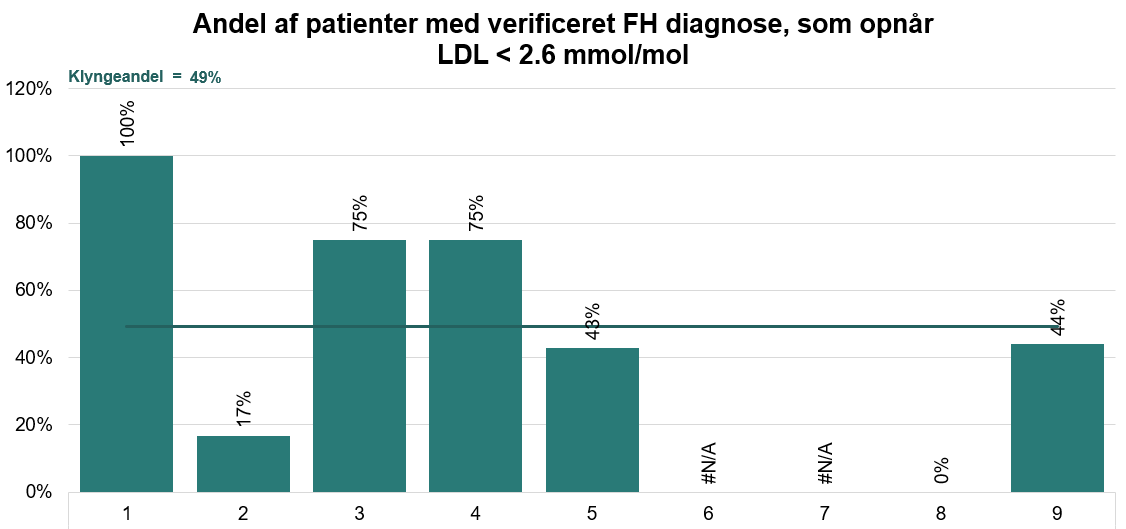 Andel af patienter med verificeret FH diagnose, som opnår
LDL < 2.6 mmol/mol
Klyngeandel = 49%
120%
100%
80%
60%
40%
20%
0%
100%
17%
75%
75%
43%
#N/A
#N/A
0%
44%
1 2 3 4 5 6 7 8 9